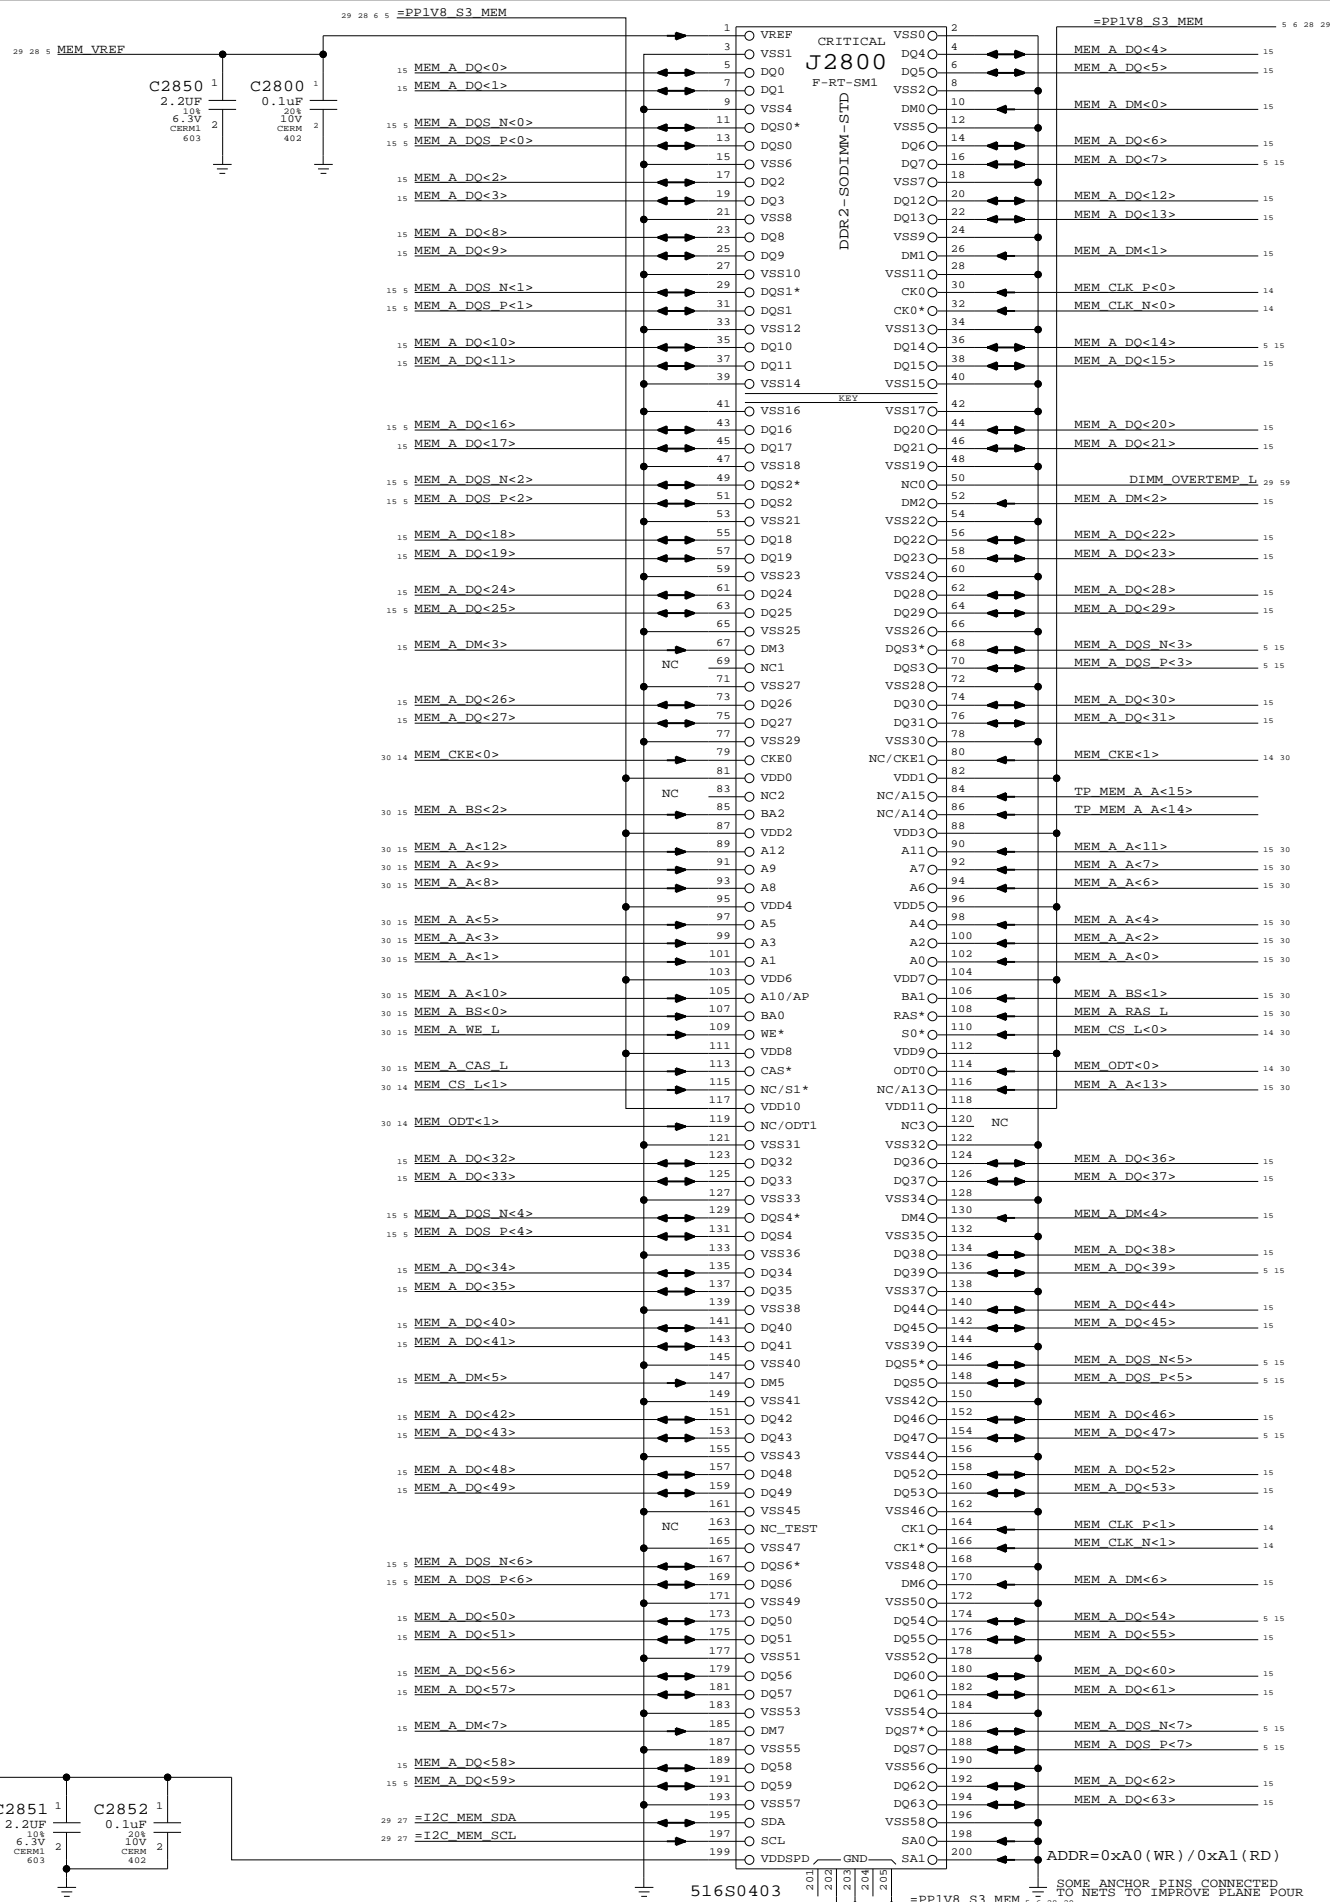 29 28 6 5 =PP1V8_S3_MEM
=PP1V8_S3_MEM 5 6 28 29
29 28 5 MEM_VREF
C2850 1
2.2UF
10%
6.3V
CERM1
603
2
C2800 1
0.1uF
20%
10V
CERM
402
2
CRITICAL
J2800
F-RT-SM1
DDR2-SODIMM-STD
1 VREF VSS0 2
3 VSS1 DQ4 4 MEM_A_DQ<4> 15
15 MEM_A_DQ<0> 5 DQ0 DQ5 6 MEM_A_DQ<5> 15
15 MEM_A_DQ<1> 7 DQ1 VSS2 8
9 VSS4 DM0 10 MEM_A_DM<0> 15
15 5 MEM_A_DQS_N<0> 11 DQS0* VSS5 12
15 5 MEM_A_DQS_P<0> 13 DQS0 DQ6 14 MEM_A_DQ<6> 15
15 VSS6 DQ7 16 MEM_A_DQ<7> 5 15
15 MEM_A_DQ<2> 17 DQ2 VSS7 18
15 MEM_A_DQ<3> 19 DQ3 DQ12 20 MEM_A_DQ<12> 15
21 VSS8 DQ13 22 MEM_A_DQ<13> 15
15 MEM_A_DQ<8> 23 DQ8 VSS9 24
15 MEM_A_DQ<9> 25 DQ9 DM1 26 MEM_A_DM<1> 15
27 VSS10 VSS11 28
15 5 MEM_A_DQS_N<1> 29 DQS1* CK0 30 MEM_CLK_P<0> 14
15 5 MEM_A_DQS_P<1> 31 DQS1 CK0* 32 MEM_CLK_N<0> 14
33 VSS12 VSS13 34
15 MEM_A_DQ<10> 35 DQ10 DQ14 36 MEM_A_DQ<14> 5 15
15 MEM_A_DQ<11> 37 DQ11 DQ15 38 MEM_A_DQ<15> 15
39 VSS14 VSS15 40
KEY
41 VSS16 VSS17 42
15 5 MEM_A_DQ<16> 43 DQ16 DQ20 44 MEM_A_DQ<20> 15
15 MEM_A_DQ<17> 45 DQ17 DQ21 46 MEM_A_DQ<21> 15
47 VSS18 VSS19 48
15 5 MEM_A_DQS_N<2> 49 DQS2* NC0 50 DIMM_OVERTEMP_L 29 59
15 5 MEM_A_DQS_P<2> 51 DQS2 DM2 52 MEM_A_DM<2> 15
53 VSS21 VSS22 54
15 MEM_A_DQ<18> 55 DQ18 DQ22 56 MEM_A_DQ<22> 15
15 MEM_A_DQ<19> 57 DQ19 DQ23 58 MEM_A_DQ<23> 15
59 VSS23 VSS24 60
15 MEM_A_DQ<24> 61 DQ24 DQ28 62 MEM_A_DQ<28> 15
15 5 MEM_A_DQ<25> 63 DQ25 DQ29 64 MEM_A_DQ<29> 15
65 VSS25 VSS26 66
15 MEM_A_DM<3> 67 DM3 DQS3* 68 MEM_A_DQS_N<3> 5 15
NC 69 NC1 DQS3 70 MEM_A_DQS_P<3> 5 15
71 VSS27 VSS28 72
15 MEM_A_DQ<26> 73 DQ26 DQ30 74 MEM_A_DQ<30> 15
15 MEM_A_DQ<27> 75 DQ27 DQ31 76 MEM_A_DQ<31> 15
77 VSS29 VSS30 78
30 14 MEM_CKE<0> 79 CKE0 NC/CKE1 80 MEM_CKE<1> 14 30
81 VDD0 VDD1 82
NC 83 NC2 NC/A15 84 TP_MEM_A_A<15>
30 15 MEM_A_BS<2> 85 BA2 NC/A14 86 TP_MEM_A_A<14>
87 VDD2 VDD3 88
30 15 MEM_A_A<12> 89 A12 A11 90 MEM_A_A<11> 15 30
30 15 MEM_A_A<9> 91 A9 A7 92 MEM_A_A<7> 15 30
30 15 MEM_A_A<8> 93 A8 A6 94 MEM_A_A<6> 15 30
95 VDD4 VDD5 96
30 15 MEM_A_A<5> 97 A5 A4 98 MEM_A_A<4> 15 30
30 15 MEM_A_A<3> 99 A3 A2 100 MEM_A_A<2> 15 30
30 15 MEM_A_A<1> 101 A1 A0 102 MEM_A_A<0> 15 30
103 VDD6 VDD7 104
30 15 MEM_A_A<10> 105 A10/AP BA1 106 MEM_A_BS<1> 15 30
30 15 MEM_A_BS<0> 107 BA0 RAS* 108 MEM_A_RAS_L 15 30
30 15 MEM_A_WE_L 109 WE* S0* 110 MEM_CS_L<0> 14 30
111 VDD8 VDD9 112
30 15 MEM_A_CAS_L 113 CAS* ODT0 114 MEM_ODT<0> 14 30
30 14 MEM_CS_L<1> 115 NC/S1* NC/A13 116 MEM_A_A<13> 15 30
117 VDD10 VDD11 118
30 14 MEM_ODT<1> 119 NC/ODT1 NC3 120 NC
121 VSS31 VSS32 122
15 MEM_A_DQ<32> 123 DQ32 DQ36 124 MEM_A_DQ<36> 15
15 MEM_A_DQ<33> 125 DQ33 DQ37 126 MEM_A_DQ<37> 15
127 VSS33 VSS34 128
15 5 MEM_A_DQS_N<4> 129 DQS4* DM4 130 MEM_A_DM<4> 15
15 5 MEM_A_DQS_P<4> 131 DQS4 VSS35 132
133 VSS36 DQ38 134 MEM_A_DQ<38> 15
15 MEM_A_DQ<34> 135 DQ34 DQ39 136 MEM_A_DQ<39> 5 15
15 MEM_A_DQ<35> 137 DQ35 VSS37 138
139 VSS38 DQ44 140 MEM_A_DQ<44> 15
15 MEM_A_DQ<40> 141 DQ40 DQ45 142 MEM_A_DQ<45> 15
15 MEM_A_DQ<41> 143 DQ41 VSS39 144
145 VSS40 DQS5* 146 MEM_A_DQS_N<5> 5 15
15 MEM_A_DM<5> 147 DM5 DQS5 148 MEM_A_DQS_P<5> 5 15
149 VSS41 VSS42 150
15 MEM_A_DQ<42> 151 DQ42 DQ46 152 MEM_A_DQ<46> 15
15 MEM_A_DQ<43> 153 DQ43 DQ47 154 MEM_A_DQ<47> 5 15
155 VSS43 VSS44 156
15 MEM_A_DQ<48> 157 DQ48 DQ52 158 MEM_A_DQ<52> 15
15 MEM_A_DQ<49> 159 DQ49 DQ53 160 MEM_A_DQ<53> 15
161 VSS45 VSS46 162
NC 163 NC_TEST CK1 164 MEM_CLK_P<1> 14
165 VSS47 CK1* 166 MEM_CLK_N<1> 14
15 5 MEM_A_DQS_N<6> 167 DQS6* VSS48 168
15 5 MEM_A_DQS_P<6> 169 DQS6 DM6 170 MEM_A_DM<6> 15
171 VSS49 VSS50 172
15 MEM_A_DQ<50> 173 DQ50 DQ54 174 MEM_A_DQ<54> 5 15
15 MEM_A_DQ<51> 175 DQ51 DQ55 176 MEM_A_DQ<55> 15
177 VSS51 VSS52 178
15 MEM_A_DQ<56> 179 DQ56 DQ60 180 MEM_A_DQ<60> 15
15 MEM_A_DQ<57> 181 DQ57 DQ61 182 MEM_A_DQ<61> 15
183 VSS53 VSS54 184
15 MEM_A_DM<7> 185 DM7 DQS7* 186 MEM_A_DQS_N<7> 5 15
187 VSS55 DQS7 188 MEM_A_DQS_P<7> 5 15
15 MEM_A_DQ<58> 189 DQ58 VSS56 190
15 5 MEM_A_DQ<59> 191 DQ59 DQ62 192 MEM_A_DQ<62> 15
193 VSS57 DQ63 194 MEM_A_DQ<63> 15
29 27 =I2C_MEM_SDA 195 SDA VSS58 196
29 27 =I2C_MEM_SCL 197 SCL SA0 198
199 VDDSPD GND SA1 200 ADDR=0xA0(WR)/0xA1(RD)
C2851 1
2.2UF
10%
6.3V
CERM1
603
2
C2852 1
0.1uF
20%
10V
CERM
402
2
516S0403
201 202 203 204 205
SOME ANCHOR PINS CONNECTED
TO NETS TO IMPROVE PLANE POUR
=PP1V8_S3_MEM